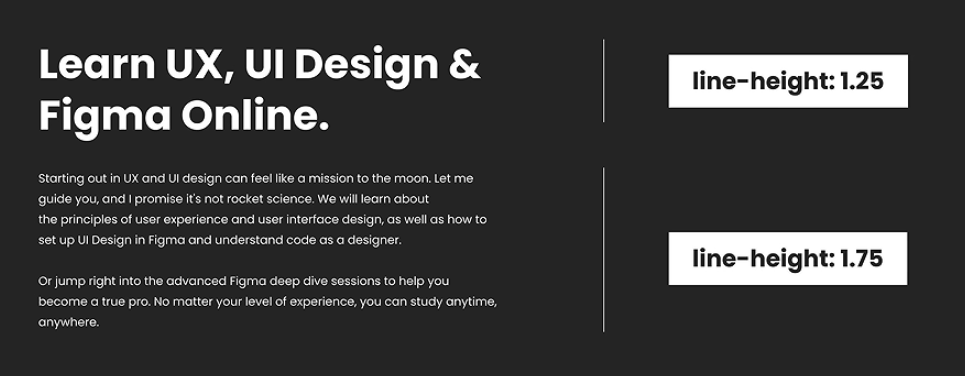 Learn UX, UI Design &
Figma Online.
line-height: 1.25
Starting out in UX and UI design can feel like a mission to the moon. Let me
guide you, and I promise it's not rocket science. We will learn about
the principles of user experience and user interface design, as well as how to
set up UI Design in Figma and understand code as a designer.
Or jump right into the advanced Figma deep dive sessions to help you
become a true pro. No matter your level of experience, you can study anytime,
anywhere.
line-height: 1.75